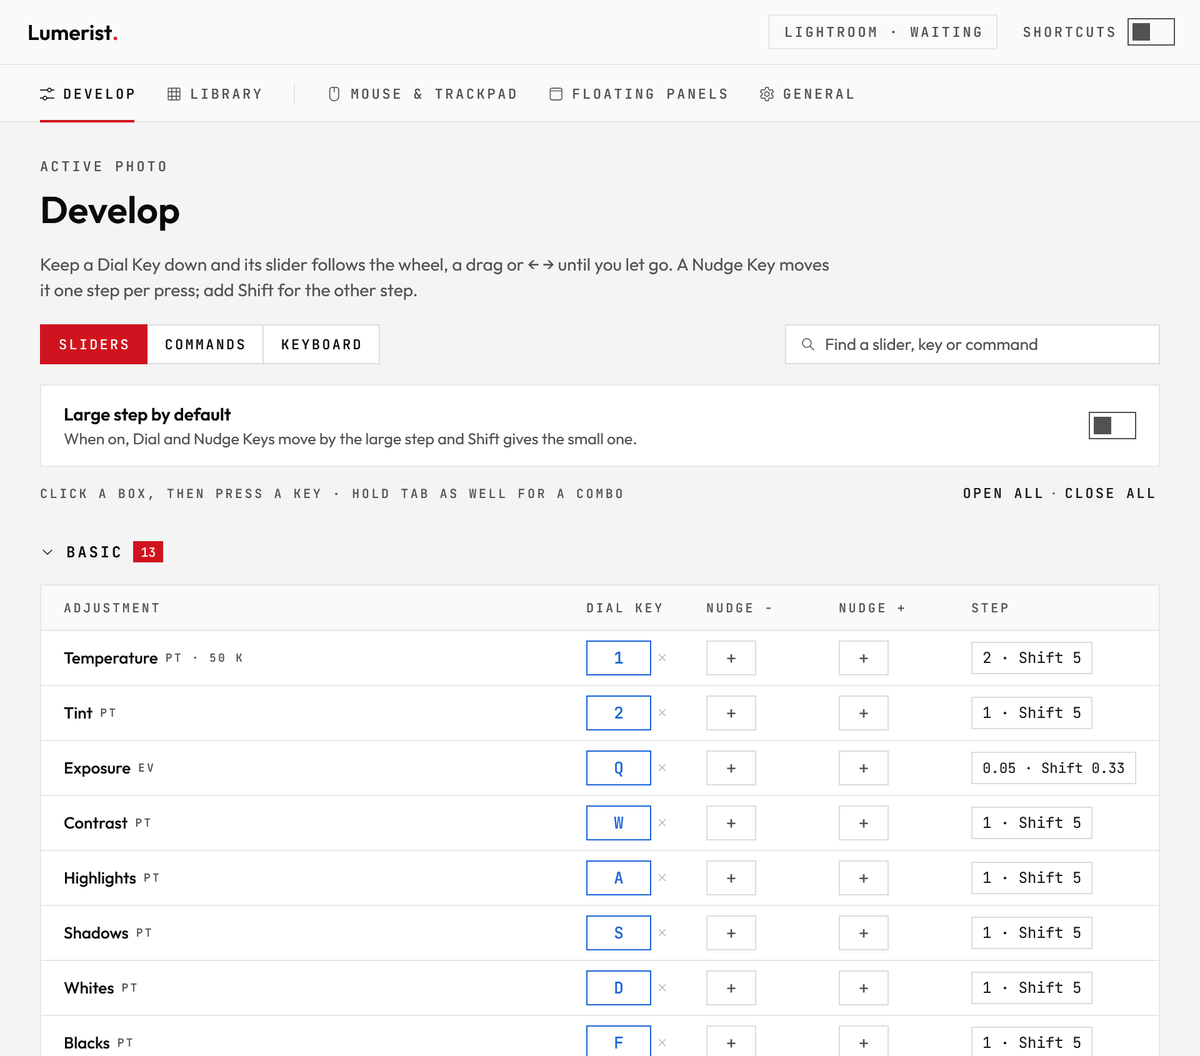 Lumerist.
LIGHTROOM · WAITING
SHORTCUTS
DEVELOP
LIBRARY
MOUSE & TRACKPAD
FLOATING PANELS
GENERAL
ACTIVE PHOTO
Develop
Keep a Dial Key down and its slider follows the wheel, a drag or ← → until you let go. A Nudge Key moves
it one step per press; add Shift for the other step.
SLIDERS
COMMANDS
KEYBOARD
Find a slider, key or command
Large step by default
When on, Dial and Nudge Keys move by the large step and Shift gives the small one.
CLICK A BOX, THEN PRESS A KEY · HOLD TAB AS WELL FOR A COMBO
OPEN ALL · CLOSE ALL
BASIC 13
ADJUSTMENT DIAL KEY NUDGE - NUDGE + STEP
Temperature PT · 50 K 1 × + + 2 · Shift 5
Tint PT 2 × + + 1 · Shift 5
Exposure EV Q × + + 0.05 · Shift 0.33
Contrast PT W × + + 1 · Shift 5
Highlights PT A × + + 1 · Shift 5
Shadows PT S × + + 1 · Shift 5
Whites PT D × + + 1 · Shift 5
Blacks PT F × + + 1 · Shift 5